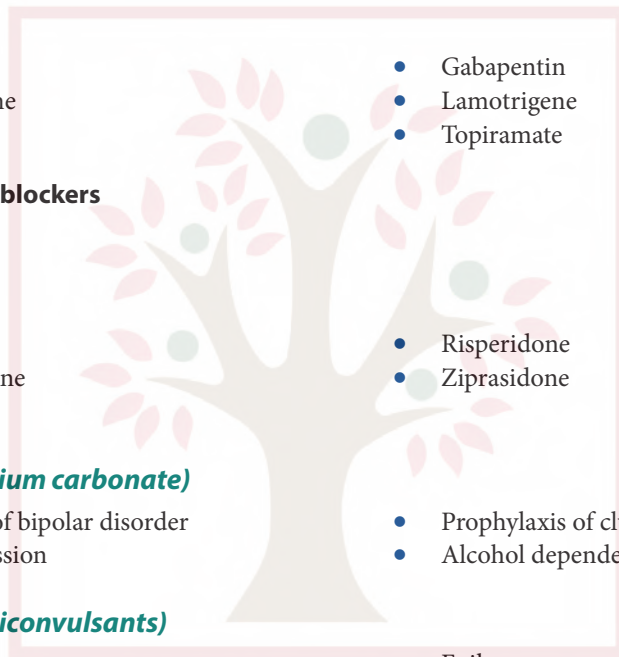 Gabapentin
ne
Lamotrigene
Topiramate
blockers
Risperidone
ne
Ziprasidone
ium carbonate)
of bipolar disorder
Prophylaxis of cl
ssion
Alcohol depende
iconvulsants)